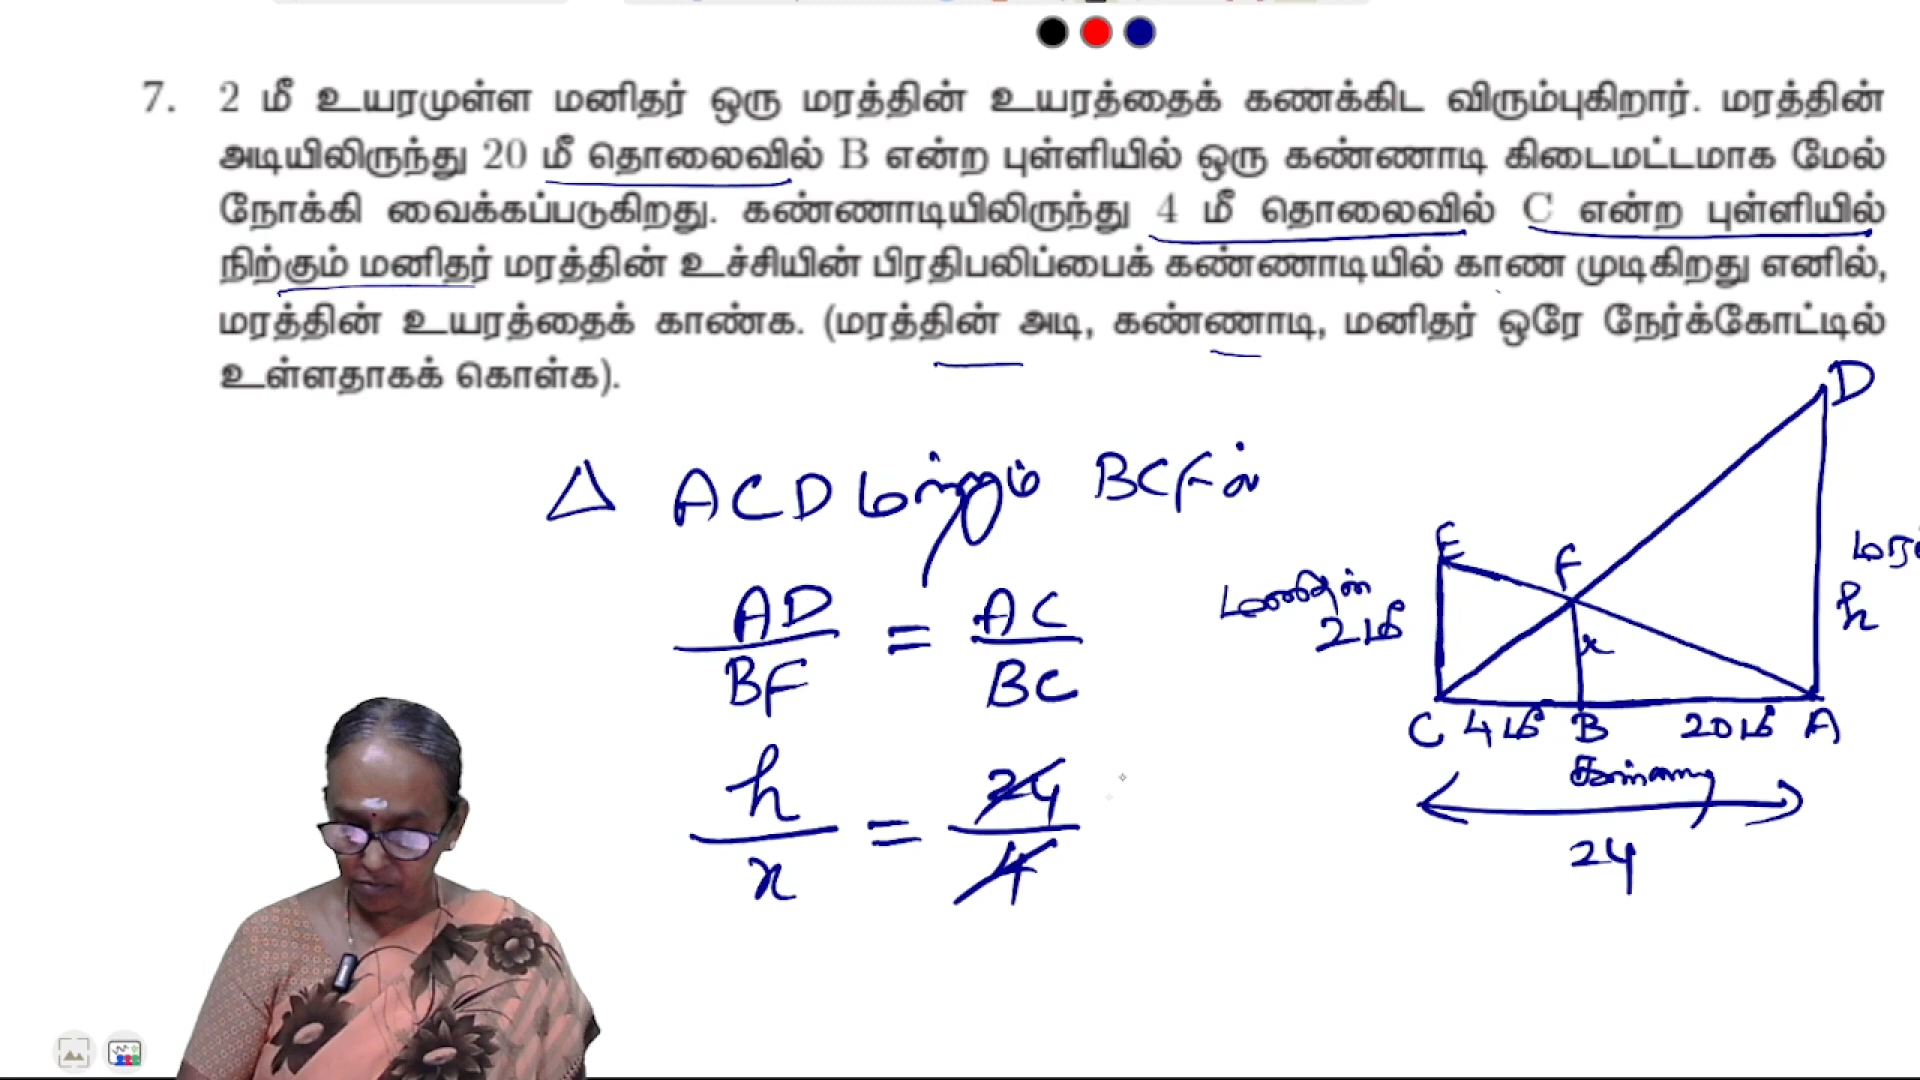 7. 2 மீ உயரமுள்ள மனிதர் ஒரு மரத்தின் உயரத்தைக் கணக்கிட விரும்புகிறார். மரத்தின்
அடியிலிருந்து 20 மீ தொலைவில் B என்ற புள்ளியில் ஒரு கண்ணாடி கிடைமட்டமாக மேல்
நோக்கி வைக்கப்படுகிறது. கண்ணாடியிலிருந்து 4 மீ தொலைவில் C என்ற புள்ளியில்
நிற்கும் மனிதர் மரத்தின் உச்சியின் பிரதிபலிப்பைக் கண்ணாடியில் காண முடிகிறது எனில்,
மரத்தின் உயரத்தைக் காண்க. (மரத்தின் அடி, கண்ணாடி, மனிதர் ஒரே நேர்க்கோட்டில்
உள்ளதாகக் கொள்க).
Δ ACD மற்றும் BCF ல்
AD/BF = AC/BC
h/x = 24/4
D
E
F
2மீ
x
h
C 4மீ B 20மீ A
24